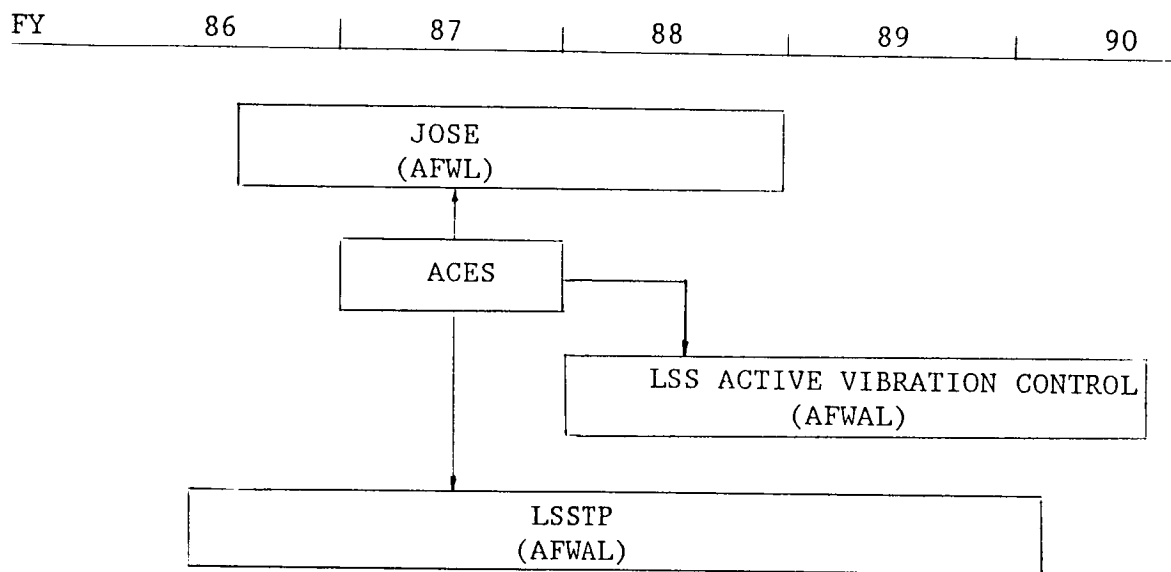 FY 86 87 88 89 90
JOSE
(AFWL)
ACES
LSS ACTIVE VIBRATION CONTROL
(AFWAL)
LSSTP
(AFWAL)